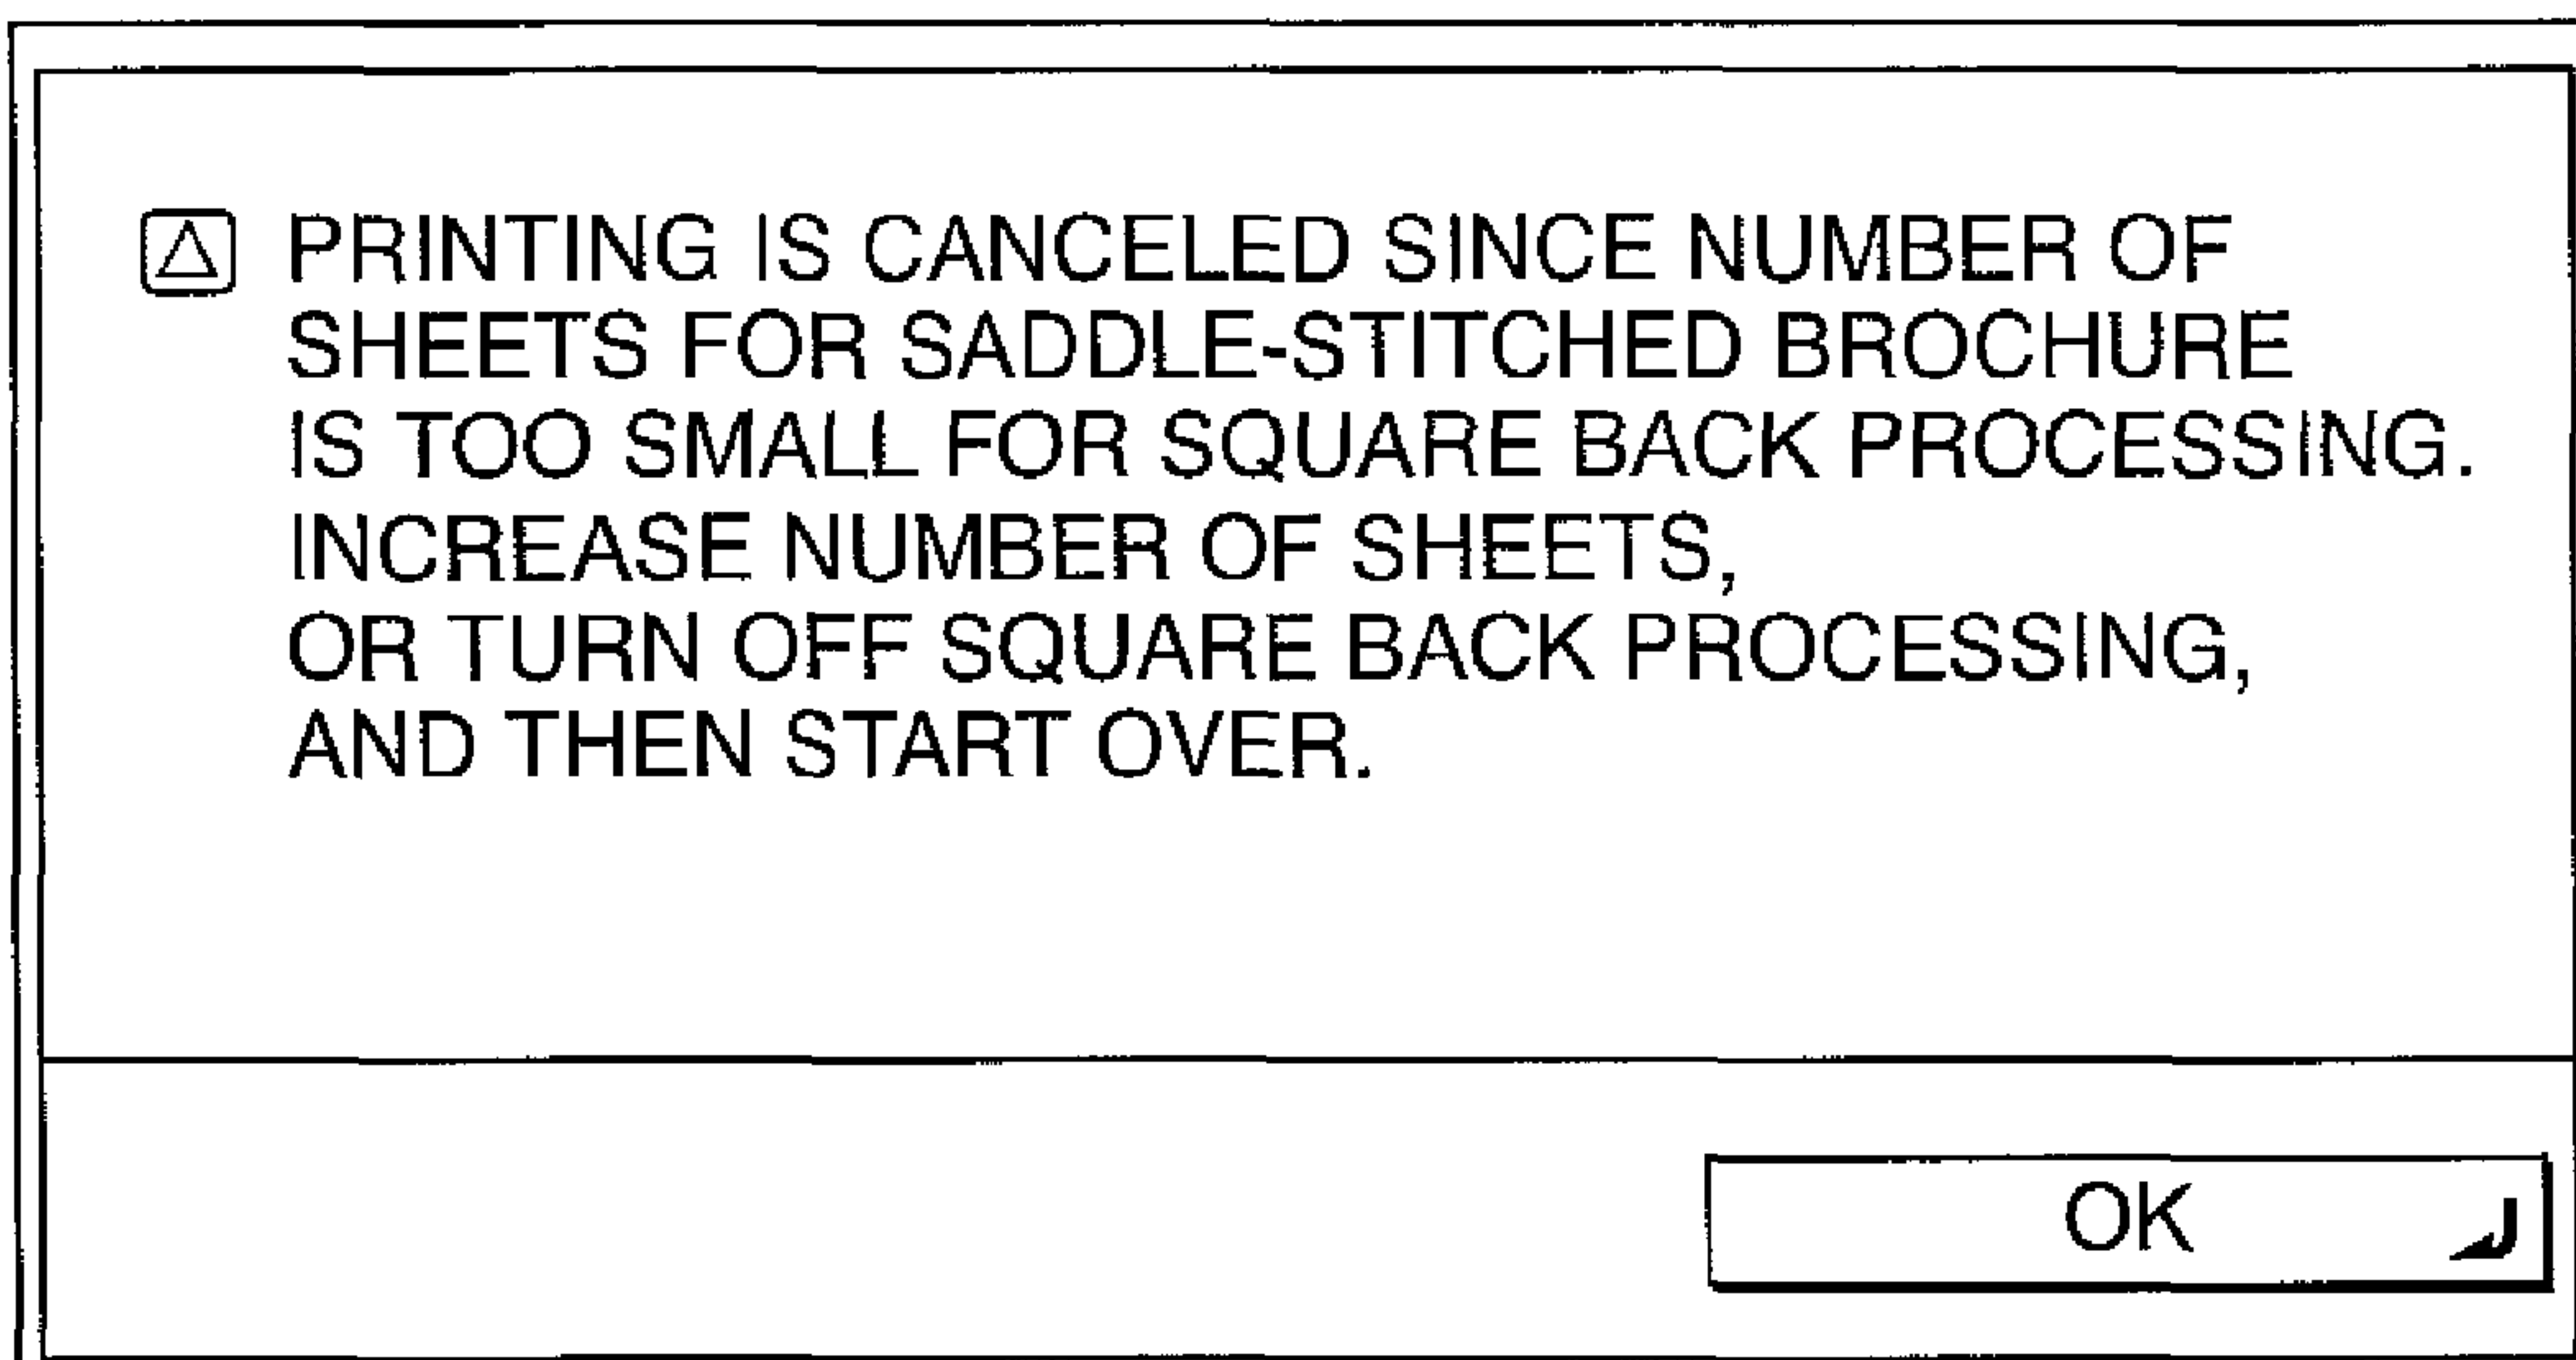 PRINTING IS CANCELED SINCE NUMBER OF
SHEETS FOR SADDLE-STITCHED BROCHURE
IS TOO SMALL FOR SQUARE BACK PROCESSING.
INCREASE NUMBER OF SHEETS,
OR TURN OFF SQUARE BACK PROCESSING,
AND THEN START OVER.
OK